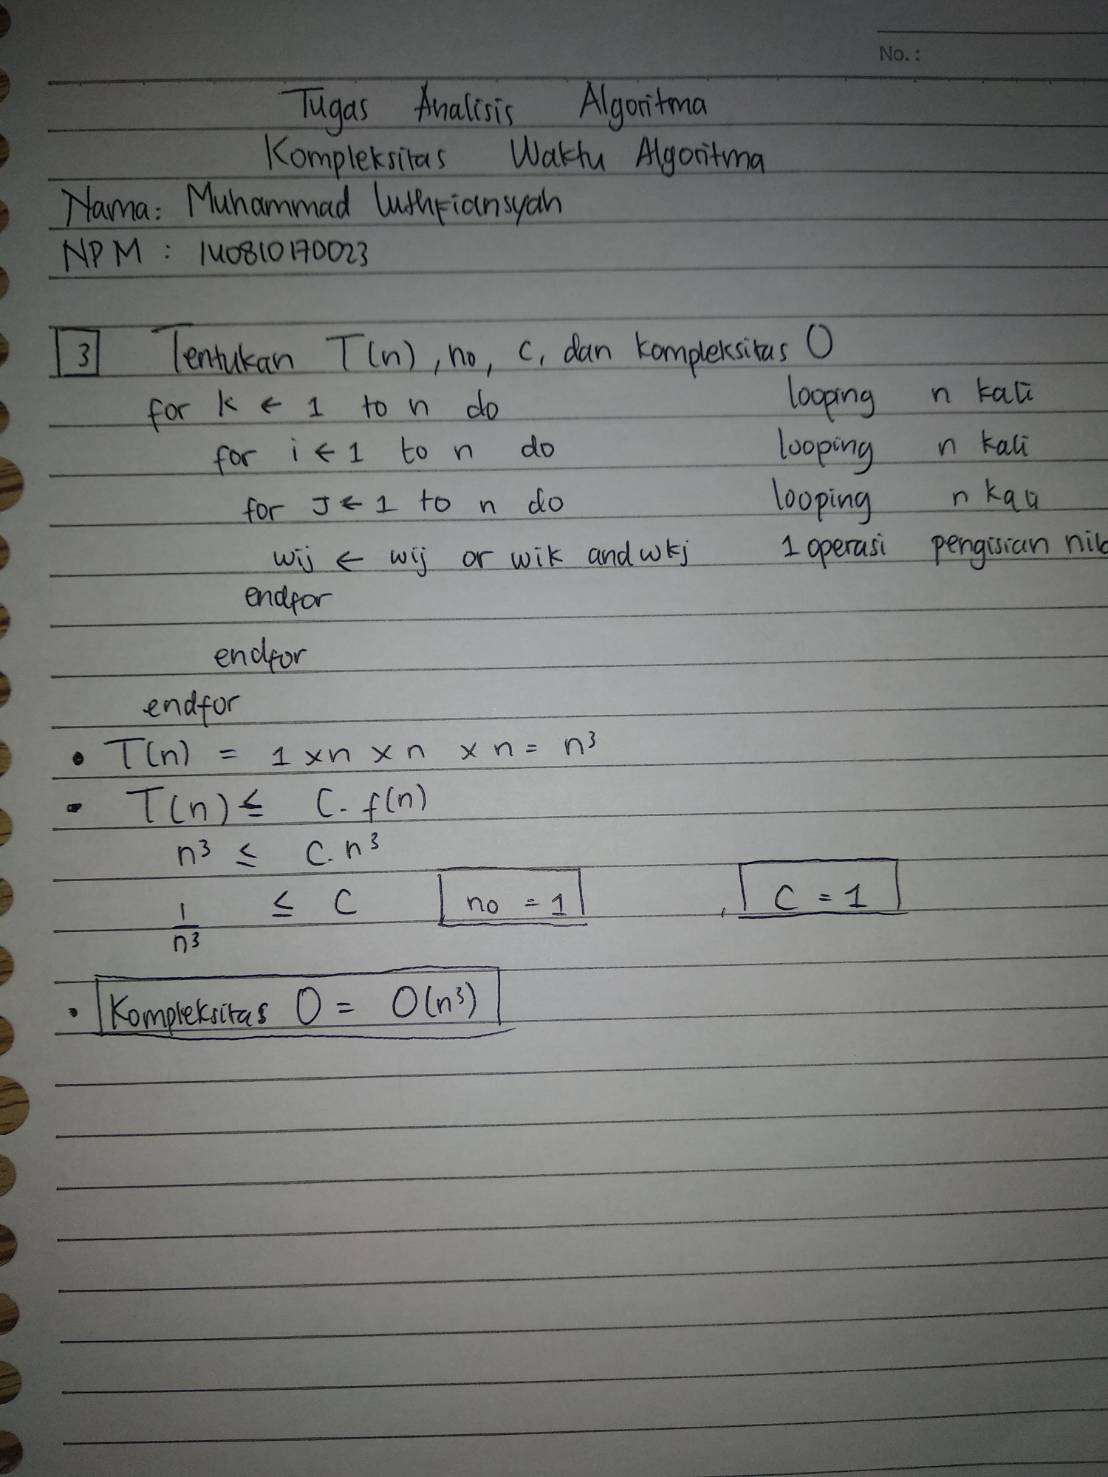 No. :
Tugas Analisis Algoritma
Kompleksitas Waktu Algoritma
Nama: Muhammad Luthfiansyah
NPM : 140810170023
3 Tentukan T(n), no, c, dan kompleksitas O
for k ← 1 to n do looping n kali
for i ← 1 to n do looping n kali
for J ← 1 to n do looping n kali
wij ← wij or wik and wkj 1 operasi pengisian
endfor
endfor
endfor
• T(n) = 1 × n × n × n = n³
- T(n) ≤ C. f(n)
n³ ≤ C. n³
1/n³ ≤ C no = 1 , C = 1
• Kompleksitas O = O(n³)